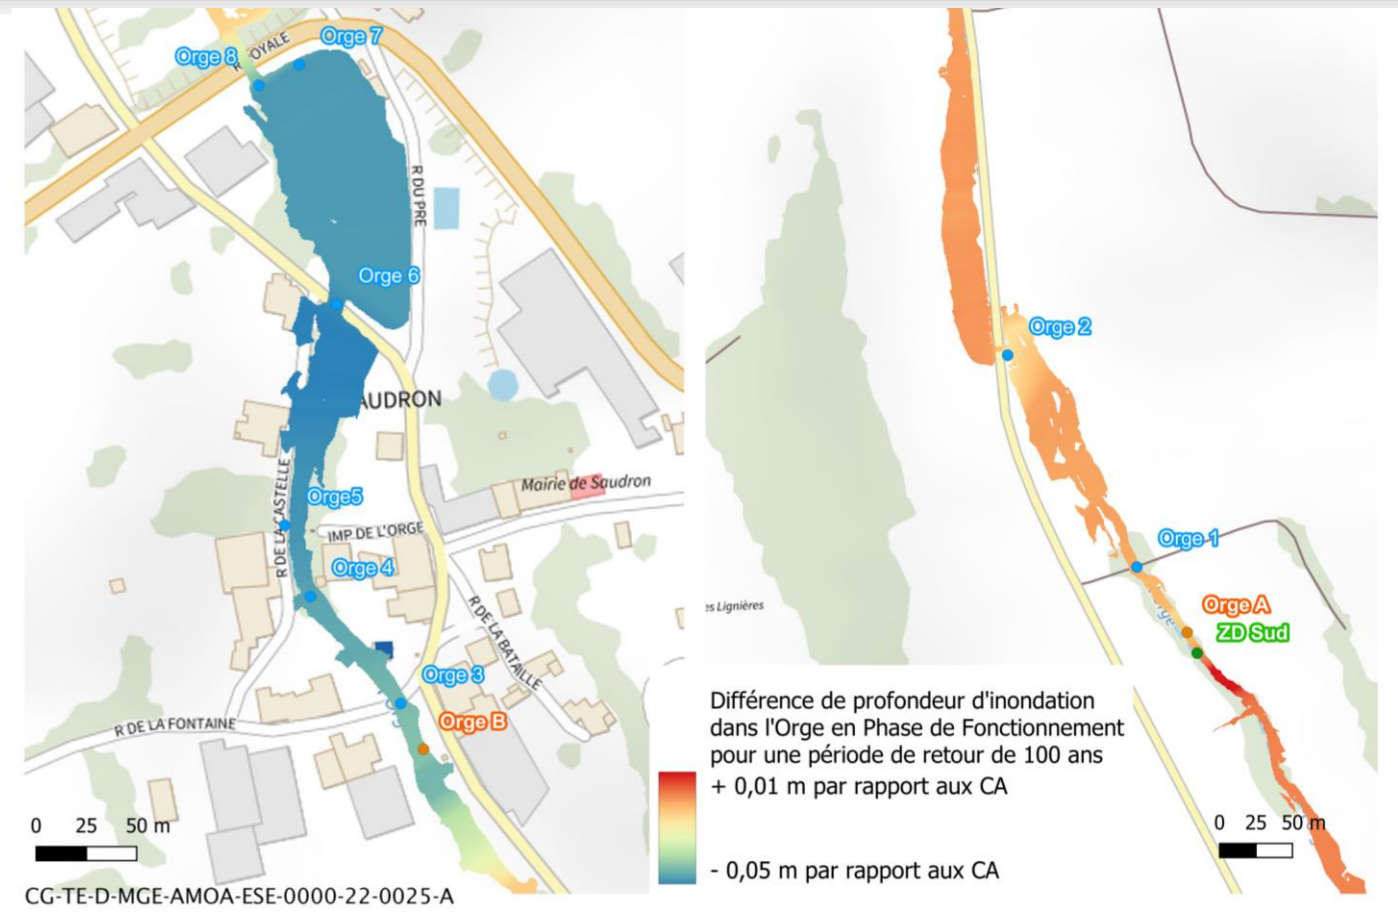 Orge 7
Orge 8
R ROYALE
R DU PRE
Orge 6
Orge 2
AUDRON
Mairie de Saudron
R DE LA CASTELLE
Orge5
IMP DE L'ORGE
Orge 4
Orge 1
R DE LA BATAILLE
es Lignières
Orge A
ZD Sud
Orge 3
Orge B
R DE LA FONTAINE
Différence de profondeur d'inondation
dans l'Orge en Phase de Fonctionnement
pour une période de retour de 100 ans
+ 0,01 m par rapport aux CA
- 0,05 m par rapport aux CA
0 25 50 m
0 25 50 m
CG-TE-D-MGE-AMOA-ESE-0000-22-0025-A